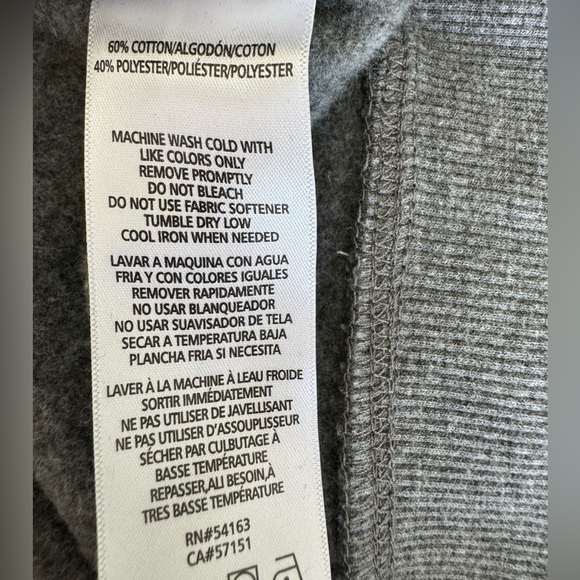 60% COTTON/ALGODÓN/COTON
40% POLYESTER/POLIÉSTER/POLYESTER
MACHINE WASH COLD WITH
LIKE COLORS ONLY
REMOVE PROMPTLY
DO NOT BLEACH
DO NOT USE FABRIC SOFTENER
TUMBLE DRY LOW
COOL IRON WHEN NEEDED
LAVAR A MAQUINA CON AGUA
FRIA Y CON COLORES IGUALES
REMOVER RAPIDAMENTE
NO USAR BLANQUEADOR
NO USAR SUAVISADOR DE TELA
SECAR A TEMPERATURA BAJA
PLANCHA FRIA SI NECESITA
LAVER À LA MACHINE À LEAU FROIDE
SORTIR IMMÉDIATEMENT
NE PAS UTILISER DE JAVELLISANT
NE PAS UTILISER D'ASSOUPLISEUR
SÉCHER PAR CULBUTAGE À
BASSE TEMPÉRATURE
REPASSER,AU BESOIN,À
TRES BASSE TEMPÉRATURE
RN#54163
CA#57151